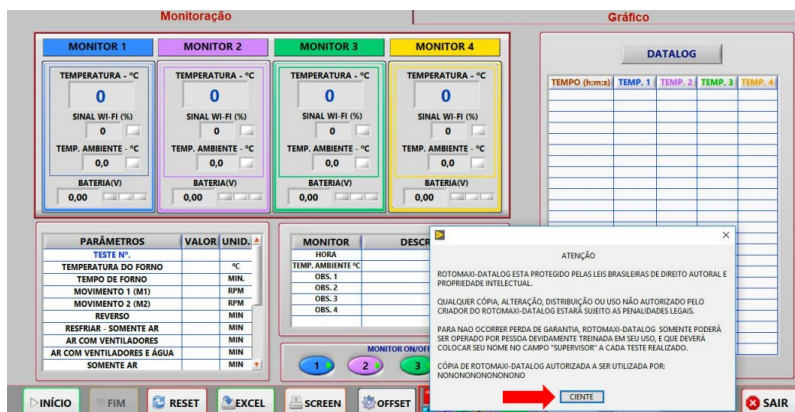 Monitoração
Gráfico
MONITOR 1
MONITOR 2
MONITOR 3
MONITOR 4
TEMPERATURA - ºC
TEMPERATURA - ºC
TEMPERATURA - ºC
TEMPERATURA - ºC
0
0
0
0
SINAL WI-FI (%)
SINAL WI-FI (%)
SINAL WI-FI (%)
SINAL WI-FI (%)
0
0
0
0
TEMP. AMBIENTE - ºC
TEMP. AMBIENTE - ºC
TEMP. AMBIENTE - ºC
TEMP. AMBIENTE - ºC
0,0
0,0
0,0
0,0
BATERIA(V)
BATERIA(V)
BATERIA(V)
BATERIA(V)
0,00
0,00
0,00
0,00
DATALOG
TEMPO (h:m:s) TEMP. 1 TEMP. 2 TEMP. 3 TEMP. 4
PARÂMETROS VALOR UNID.
TESTE Nº.
TEMPERATURA DO FORNO ºC
TEMPO DE FORNO MIN.
MOVIMENTO 1 (M1) RPM
MOVIMENTO 2 (M2) RPM
REVERSO MIN
RESFRIAR - SOMENTE AR MIN
AR COM VENTILADORES MIN
AR COM VENTILADORES E ÁGUA MIN
SOMENTE AR MIN
MONITOR DESCR
HORA
TEMP. AMBIENTE ºC
OBS. 1
OBS. 2
OBS. 3
OBS. 4
MONITOR ON/OFF
1 2 3
ATENÇÃO
ROTOMAXI-DATALOG ESTA PROTEGIDO PELAS LEIS BRASILEIRAS DE DIREITO AUTORAL E
PROPRIEDADE INTELECTUAL.
QUALQUER CÓPIA, ALTERAÇÃO, DISTRIBUIÇÃO OU USO NÃO AUTORIZADO PELO
CRIADOR DO ROTOMAXI-DATALOG ESTARÁ SUJEITO AS PENALIDADES LEGAIS.
PARA NAO OCORRER PERDA DE GARANTIA, ROTOMAXI-DATALOG SOMENTE PODERÁ
SER OPERADO POR PESSOA DEVIDAMENTE TREINADA EM SEU USO, E QUE DEVERÁ
COLOCAR SEU NOME NO CAMPO "SUPERVISOR" A CADA TESTE REALIZADO.
CÓPIA DE ROTOMAXI-DATALOG AUTORIZADA A SER UTILIZADA POR:
NONONONONONONONO
CIENTE
INÍCIO
FIM
RESET
EXCEL
SCREEN
OFFSET
SAIR